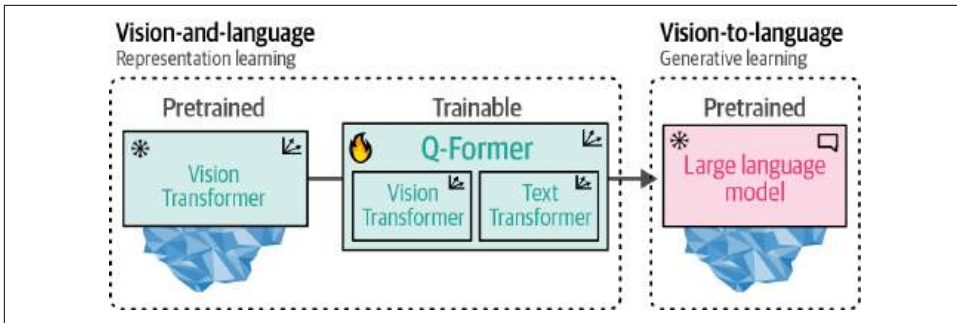 Vision-and-language
Representation learning
Pretrained
Vision
Transformer
Trainable
Q-Former
Vision
Transformer
Text
Transformer
Vision-to-language
Generative learning
Pretrained
Large language
model